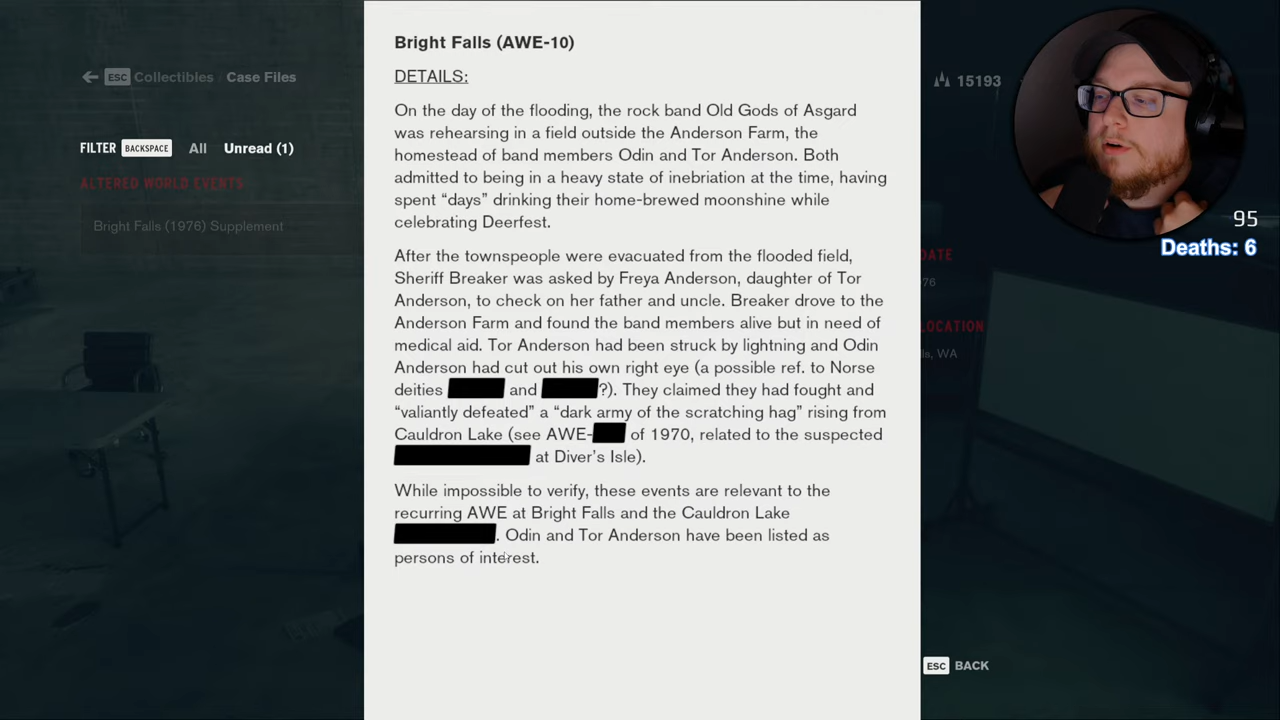 Bright Falls (AWE-10)
DETAILS:
On the day of the flooding, the rock band Old Gods of Asgard
was rehearsing in a field outside the Anderson Farm, the
homestead of band members Odin and Tor Anderson. Both
admitted to being in a heavy state of inebriation at the time, having
spent “days” drinking their home-brewed moonshine while
celebrating Deerfest.
After the townspeople were evacuated from the flooded field,
Sheriff Breaker was asked by Freya Anderson, daughter of Tor
Anderson, to check on her father and uncle. Breaker drove to the
Anderson Farm and found the band members alive but in need of
medical aid. Tor Anderson had been struck by lightning and Odin
Anderson had cut out his own right eye (a possible ref. to Norse
deities and ?). They claimed they had fought and
“valiantly defeated” a “dark army of the scratching hag” rising from
Cauldron Lake (see AWE- of 1970, related to the suspected
at Diver’s Isle).
While impossible to verify, these events are relevant to the
recurring AWE at Bright Falls and the Cauldron Lake
. Odin and Tor Anderson have been listed as
persons of interest.
ESC Collectibles Case Files
FILTER BACKSPACE All Unread (1)
ALTERED WORLD EVENTS
Bright Falls (1976) Supplement
15193
95
Deaths: 6
DATE
76
LOCATION
, WA
ESC BACK